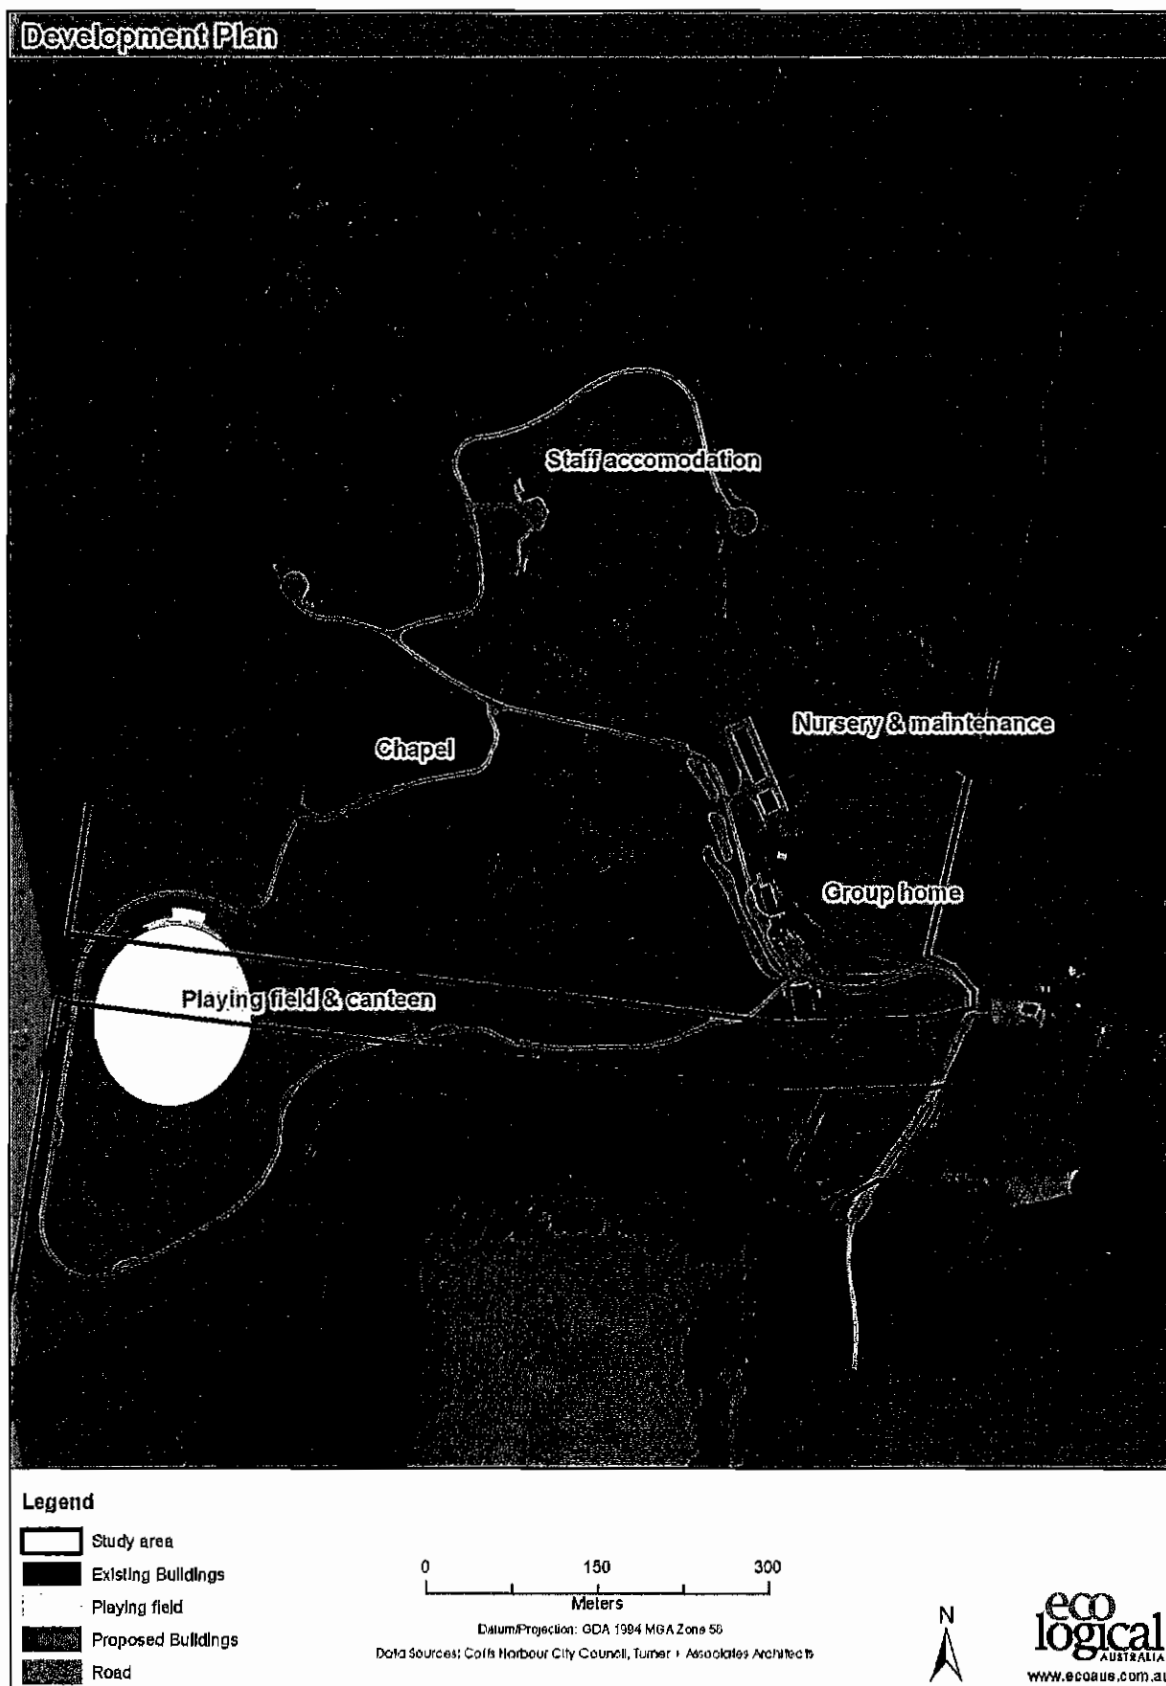 Development Plan
Staff accomodation
Nursery & maintenance
Chapel
Group home
Playing field & canteen
Legend
Study area
Existing Buildings
Playing field
Proposed Buildings
Road
0 150 300
Meters
Datum/Projection: GDA 1994 MGA Zone 56
Data Sources: Coffs Harbour City Council, Turner + Associates Architects
N
eco
logical
AUSTRALIA
www.ecoaus.com.au